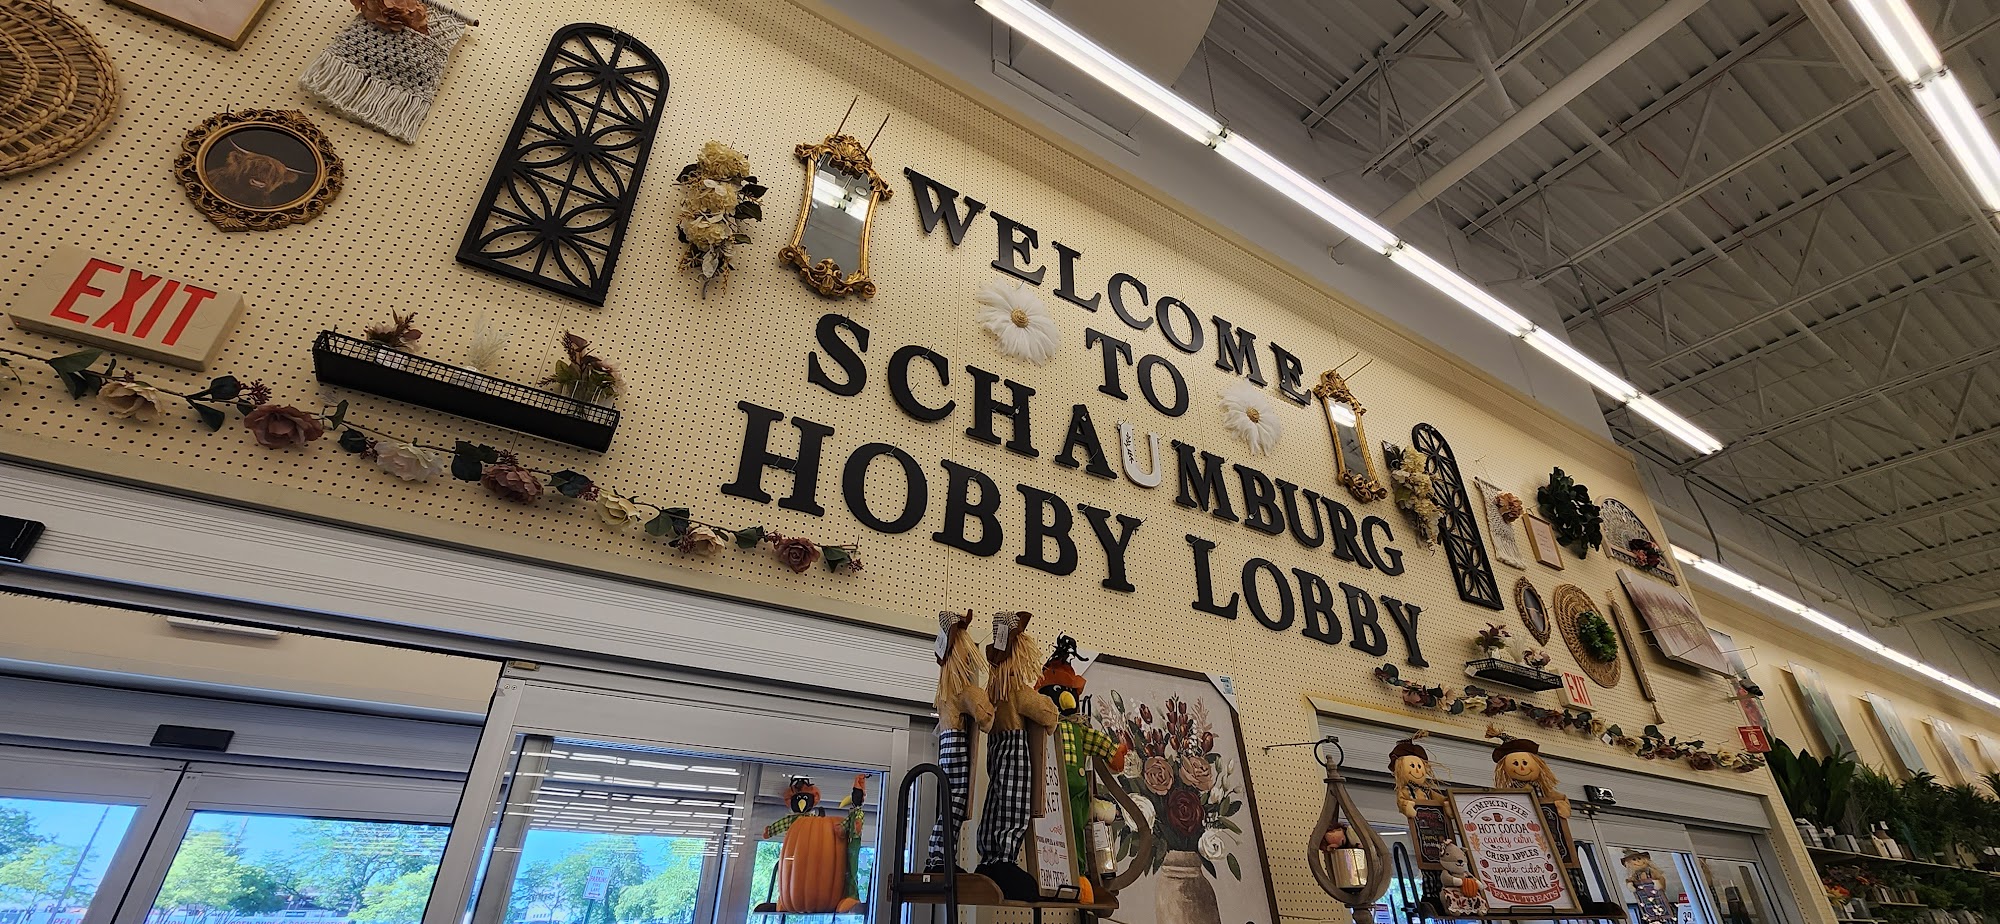 EXIT
WELCOME
TO
SCHAUMBURG
HOBBY LOBBY
EXIT
PUMPKIN PIE
HOT COCOA
candy corn
CRISP APPLES
apple cider
PUMPKIN SPICE
FALL TREATS